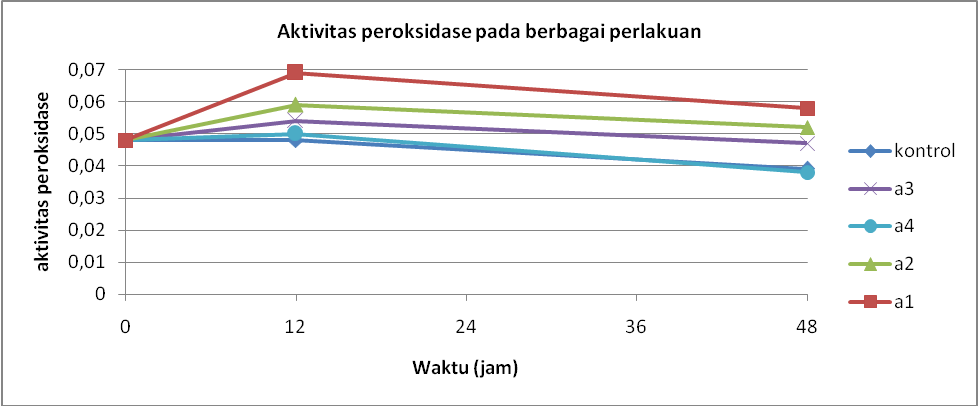 Aktivitas peroksidase pada berbagai perlakuan
aktivitas peroksidase
0,07
0,06
0,05
0,04
0,03
0,02
0,01
0
0 12 24 36 48
Waktu (jam)
kontrol
a3
a4
a2
a1